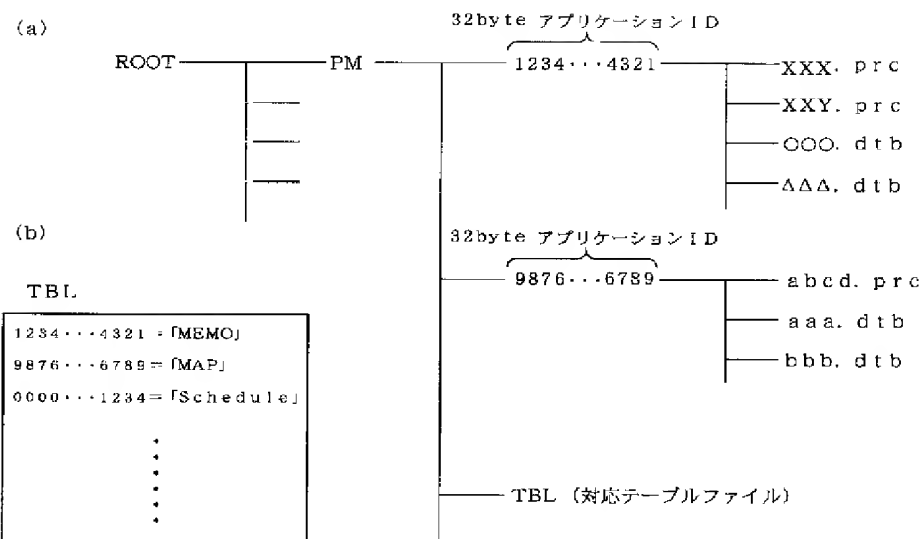 (a)
32byte アプリケーションID
ROOT
PM
1234···4321
XXX. prc
XXY. prc
○○○. dtb
ΔΔΔ. dtb
(b)
32byte アプリケーションID
9876···6789
abcd. prc
aaa. dtb
bbb. dtb
TBL
1234···4321=「MEMO」
9876···6789=「MAP」
0000···1234=「Schedule」
TBL (対応テーブルファイル)